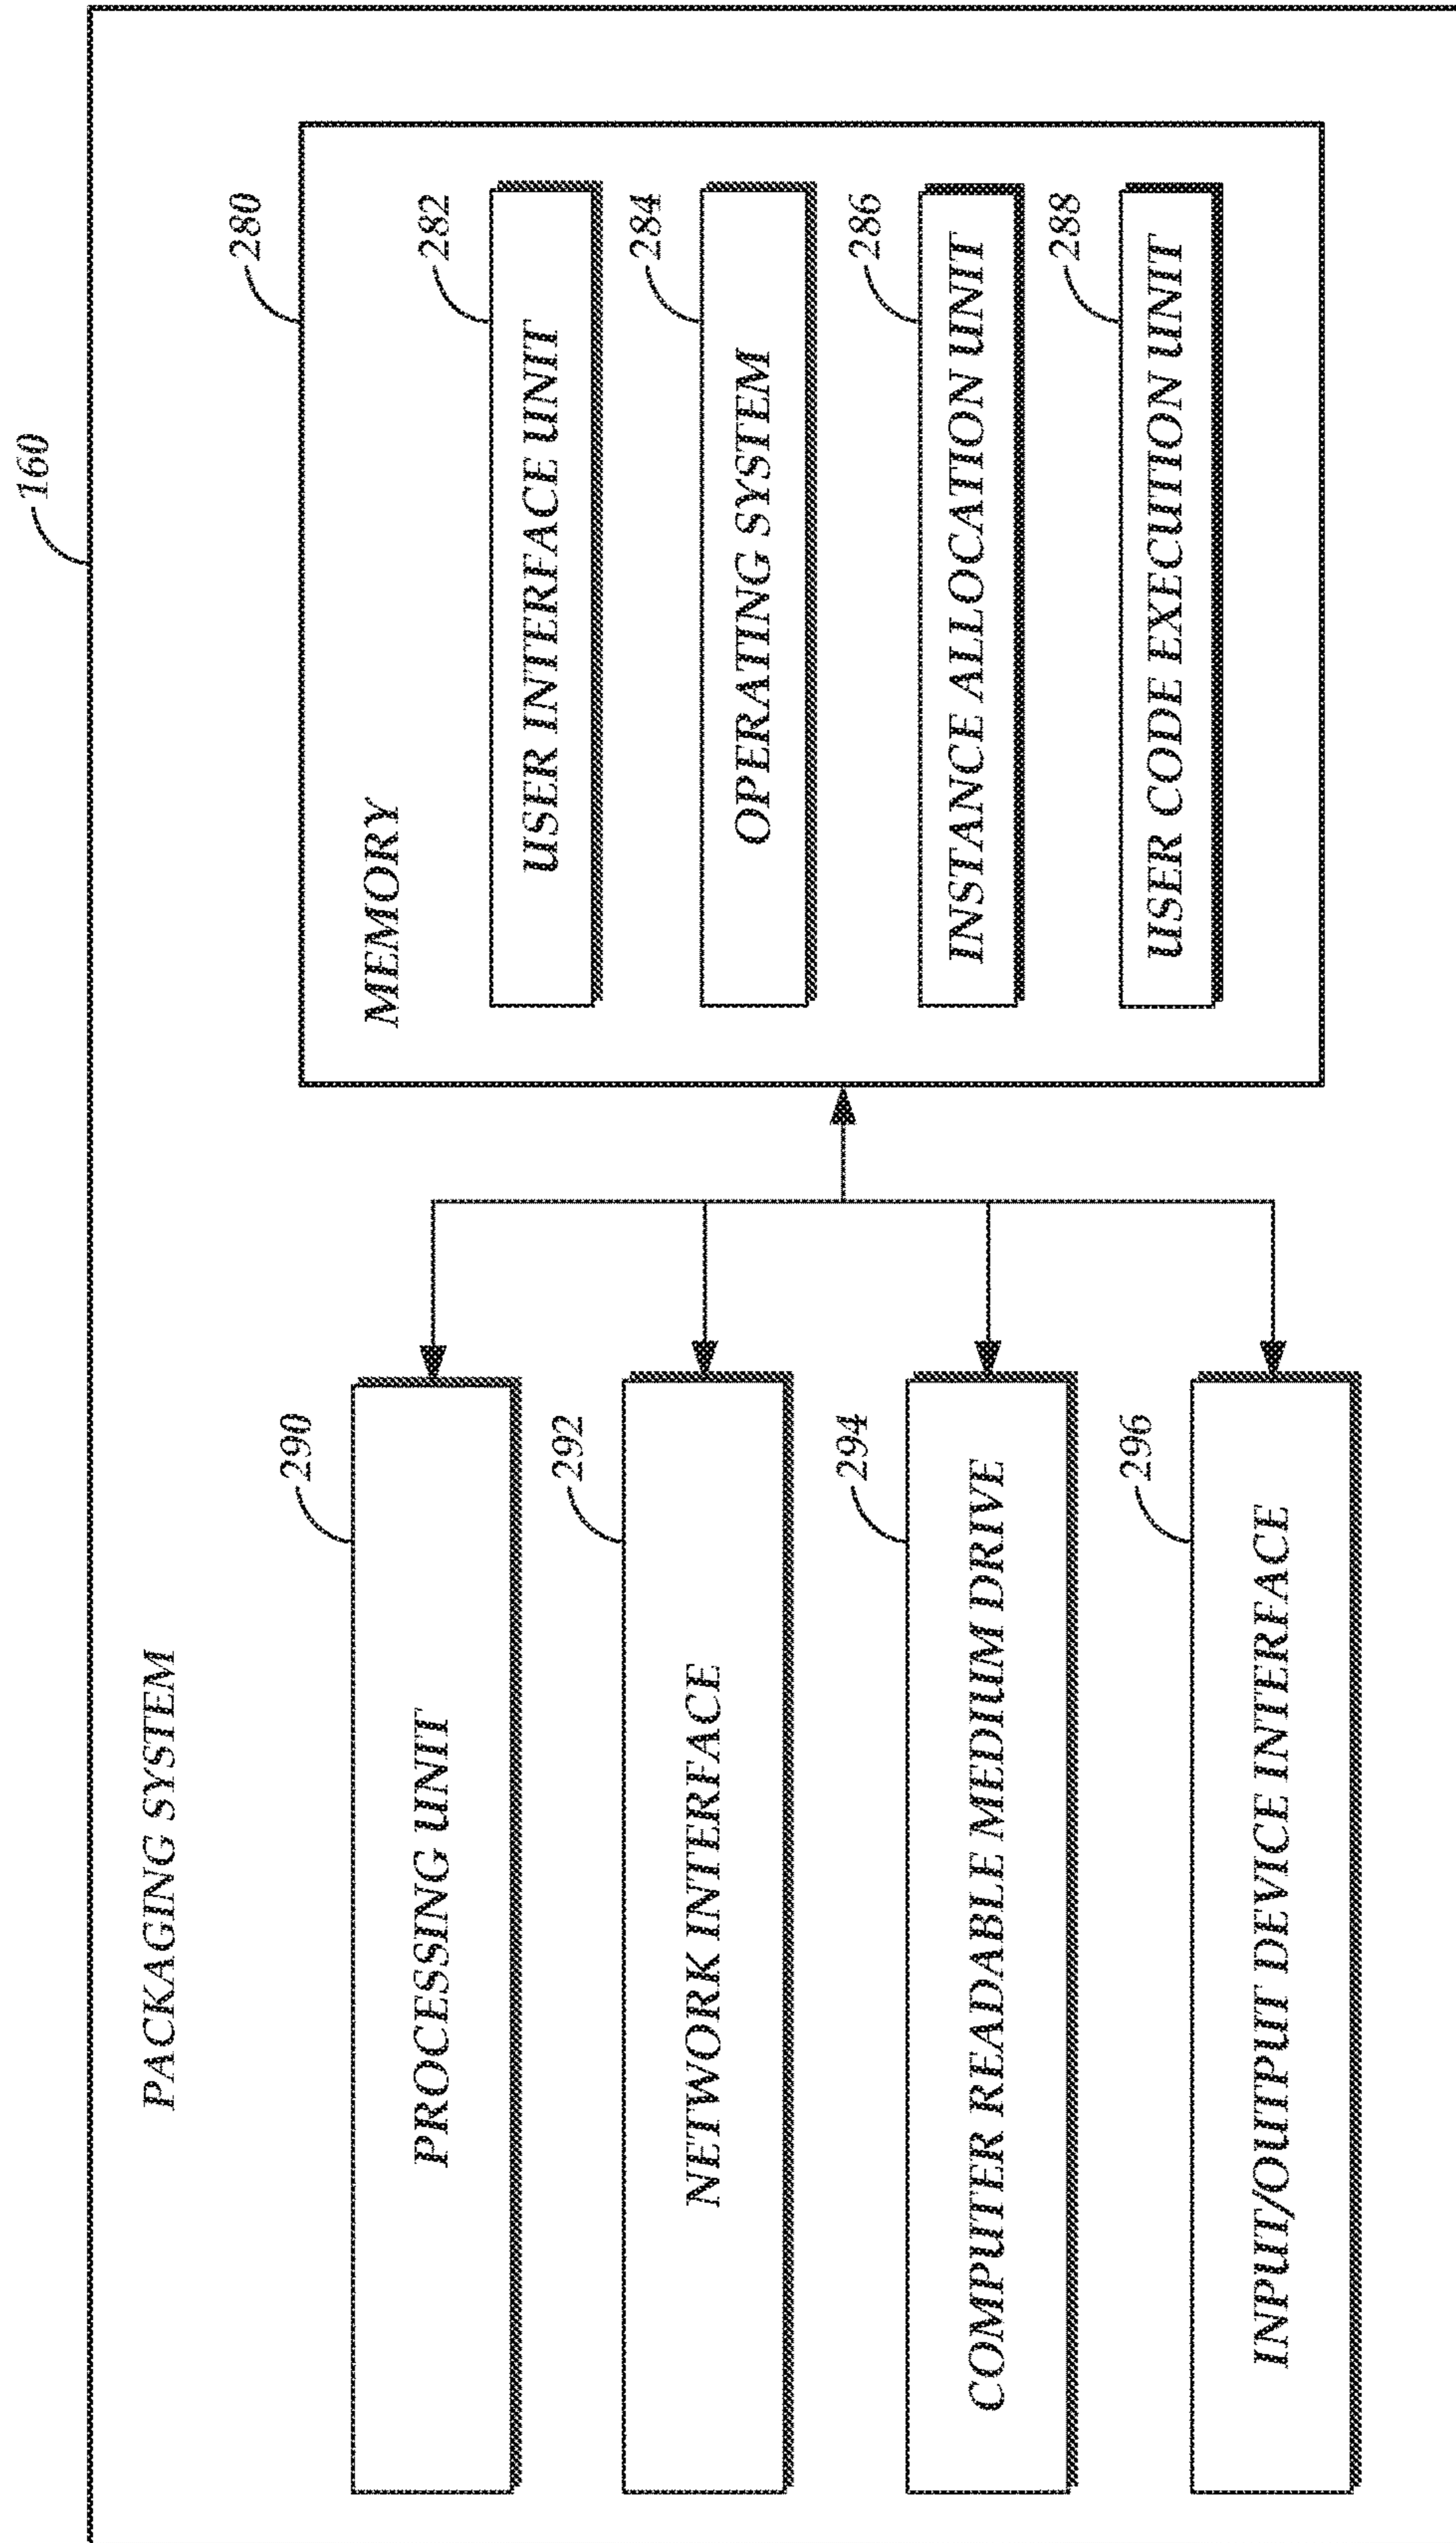 160
PACKAGING SYSTEM
290
PROCESSING UNIT
292
NETWORK INTERFACE
294
COMPUTER READABLE MEDIUM DRIVE
296
INPUT/OUTPUT DEVICE INTERFACE
280
MEMORY
282
USER INTERFACE UNIT
284
OPERATING SYSTEM
286
INSTANCE ALLOCATION UNIT
288
USER CODE EXECUTION UNIT